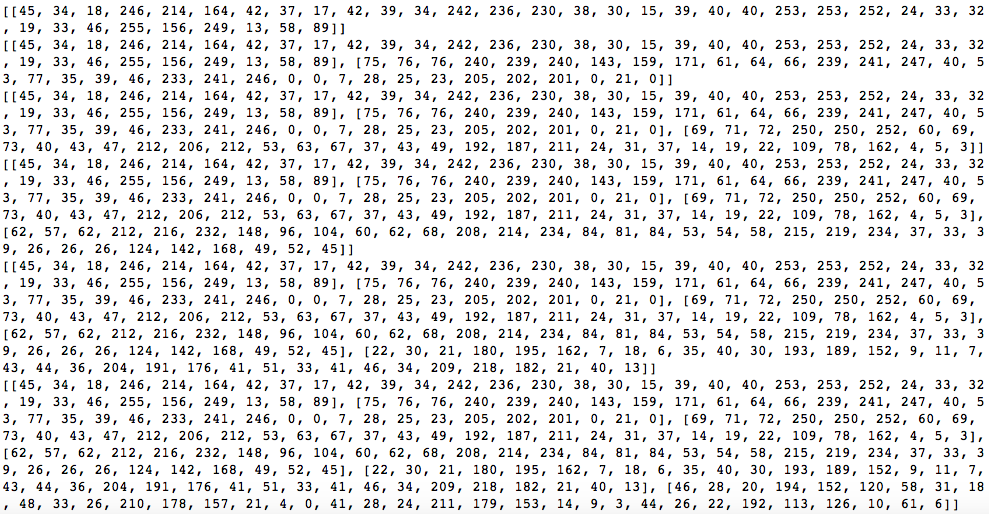 [[45, 34, 18, 246, 214, 164, 42, 37, 17, 42, 39, 34, 242, 236, 230, 38, 30, 15, 39, 40, 40, 253, 253, 252, 24, 33, 32
, 19, 33, 46, 255, 156, 249, 13, 58, 89]]
[[45, 34, 18, 246, 214, 164, 42, 37, 17, 42, 39, 34, 242, 236, 230, 38, 30, 15, 39, 40, 40, 253, 253, 252, 24, 33, 32
, 19, 33, 46, 255, 156, 249, 13, 58, 89], [75, 76, 76, 240, 239, 240, 143, 159, 171, 61, 64, 66, 239, 241, 247, 40, 5
3, 77, 35, 39, 46, 233, 241, 246, 0, 0, 7, 28, 25, 23, 205, 202, 201, 0, 21, 0]]
[[45, 34, 18, 246, 214, 164, 42, 37, 17, 42, 39, 34, 242, 236, 230, 38, 30, 15, 39, 40, 40, 253, 253, 252, 24, 33, 32
, 19, 33, 46, 255, 156, 249, 13, 58, 89], [75, 76, 76, 240, 239, 240, 143, 159, 171, 61, 64, 66, 239, 241, 247, 40, 5
3, 77, 35, 39, 46, 233, 241, 246, 0, 0, 7, 28, 25, 23, 205, 202, 201, 0, 21, 0], [69, 71, 72, 250, 250, 252, 60, 69,
73, 40, 43, 47, 212, 206, 212, 53, 63, 67, 37, 43, 49, 192, 187, 211, 24, 31, 37, 14, 19, 22, 109, 78, 162, 4, 5, 3]]
[[45, 34, 18, 246, 214, 164, 42, 37, 17, 42, 39, 34, 242, 236, 230, 38, 30, 15, 39, 40, 40, 253, 253, 252, 24, 33, 32
, 19, 33, 46, 255, 156, 249, 13, 58, 89], [75, 76, 76, 240, 239, 240, 143, 159, 171, 61, 64, 66, 239, 241, 247, 40, 5
3, 77, 35, 39, 46, 233, 241, 246, 0, 0, 7, 28, 25, 23, 205, 202, 201, 0, 21, 0], [69, 71, 72, 250, 250, 252, 60, 69,
73, 40, 43, 47, 212, 206, 212, 53, 63, 67, 37, 43, 49, 192, 187, 211, 24, 31, 37, 14, 19, 22, 109, 78, 162, 4, 5, 3],
[62, 57, 62, 212, 216, 232, 148, 96, 104, 60, 62, 68, 208, 214, 234, 84, 81, 84, 53, 54, 58, 215, 219, 234, 37, 33, 3
9, 26, 26, 26, 124, 142, 168, 49, 52, 45]]
[[45, 34, 18, 246, 214, 164, 42, 37, 17, 42, 39, 34, 242, 236, 230, 38, 30, 15, 39, 40, 40, 253, 253, 252, 24, 33, 32
, 19, 33, 46, 255, 156, 249, 13, 58, 89], [75, 76, 76, 240, 239, 240, 143, 159, 171, 61, 64, 66, 239, 241, 247, 40, 5
3, 77, 35, 39, 46, 233, 241, 246, 0, 0, 7, 28, 25, 23, 205, 202, 201, 0, 21, 0], [69, 71, 72, 250, 250, 252, 60, 69,
73, 40, 43, 47, 212, 206, 212, 53, 63, 67, 37, 43, 49, 192, 187, 211, 24, 31, 37, 14, 19, 22, 109, 78, 162, 4, 5, 3],
[62, 57, 62, 212, 216, 232, 148, 96, 104, 60, 62, 68, 208, 214, 234, 84, 81, 84, 53, 54, 58, 215, 219, 234, 37, 33, 3
9, 26, 26, 26, 124, 142, 168, 49, 52, 45], [22, 30, 21, 180, 195, 162, 7, 18, 6, 35, 40, 30, 193, 189, 152, 9, 11, 7,
43, 44, 36, 204, 191, 176, 41, 51, 33, 41, 46, 34, 209, 218, 182, 21, 40, 13]]
[[45, 34, 18, 246, 214, 164, 42, 37, 17, 42, 39, 34, 242, 236, 230, 38, 30, 15, 39, 40, 40, 253, 253, 252, 24, 33, 32
, 19, 33, 46, 255, 156, 249, 13, 58, 89], [75, 76, 76, 240, 239, 240, 143, 159, 171, 61, 64, 66, 239, 241, 247, 40, 5
3, 77, 35, 39, 46, 233, 241, 246, 0, 0, 7, 28, 25, 23, 205, 202, 201, 0, 21, 0], [69, 71, 72, 250, 250, 252, 60, 69,
73, 40, 43, 47, 212, 206, 212, 53, 63, 67, 37, 43, 49, 192, 187, 211, 24, 31, 37, 14, 19, 22, 109, 78, 162, 4, 5, 3],
[62, 57, 62, 212, 216, 232, 148, 96, 104, 60, 62, 68, 208, 214, 234, 84, 81, 84, 53, 54, 58, 215, 219, 234, 37, 33, 3
9, 26, 26, 26, 124, 142, 168, 49, 52, 45], [22, 30, 21, 180, 195, 162, 7, 18, 6, 35, 40, 30, 193, 189, 152, 9, 11, 7,
43, 44, 36, 204, 191, 176, 41, 51, 33, 41, 46, 34, 209, 218, 182, 21, 40, 13], [46, 28, 20, 194, 152, 120, 58, 31, 18
, 48, 33, 26, 210, 178, 157, 21, 4, 0, 41, 28, 24, 211, 179, 153, 14, 9, 3, 44, 26, 22, 192, 113, 126, 10, 61, 6]]